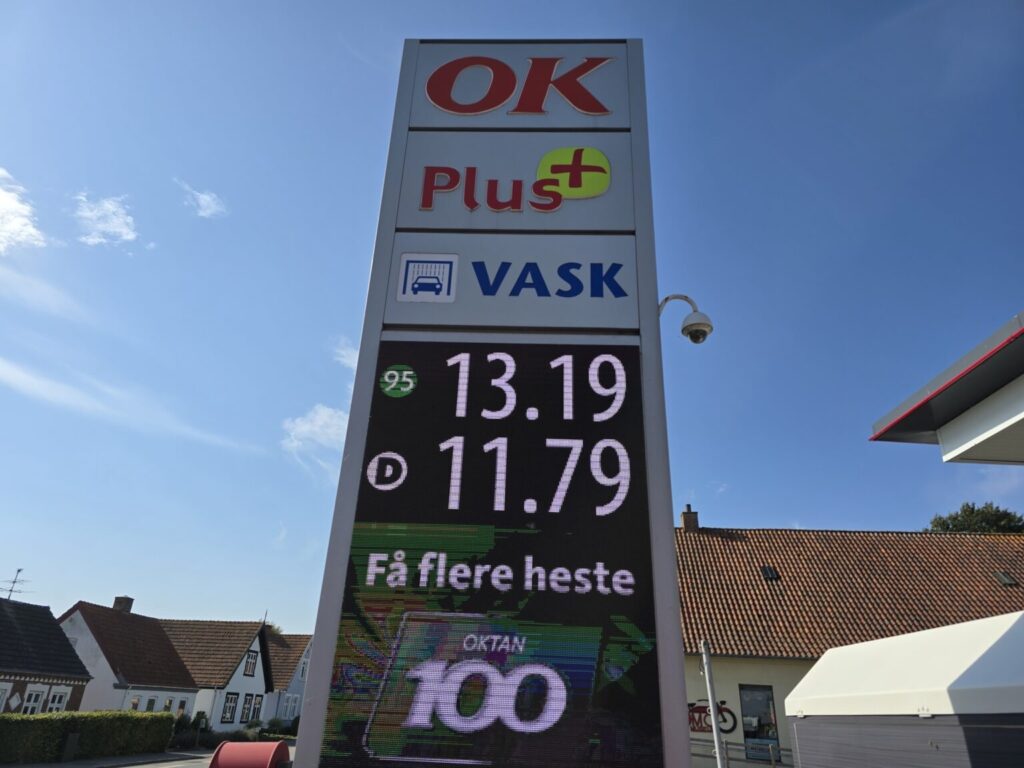 OK
Plus+
VASK
95 13.19
D 11.79
Få flere heste
OKTAN
100